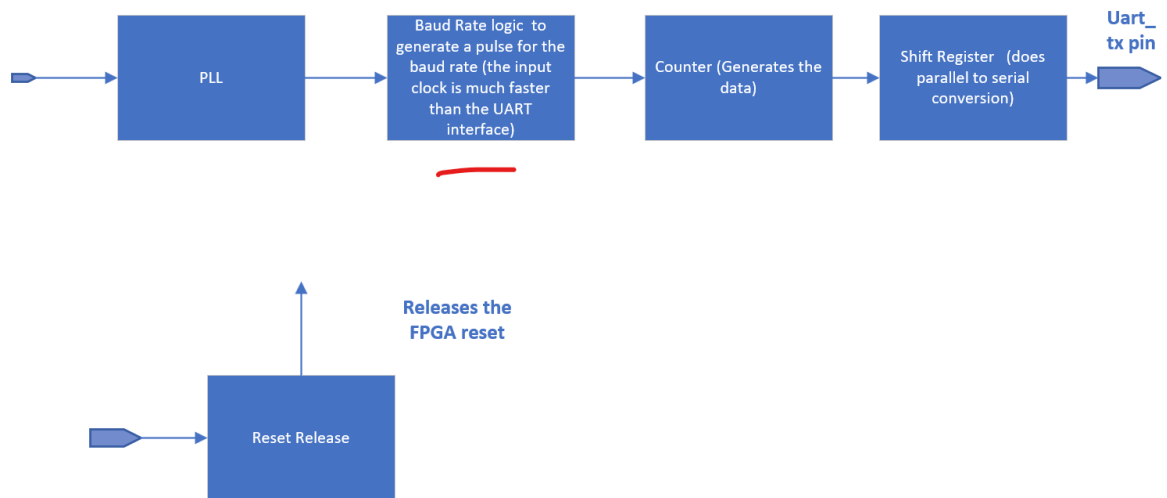 Uart_
tx pin
PLL
Baud Rate logic to
generate a pulse for the
baud rate (the input
clock is much faster
than the UART
interface)
Counter (Generates the
data)
Shift Register (does
parallel to serial
conversion)
Releases the
FPGA reset
Reset Release